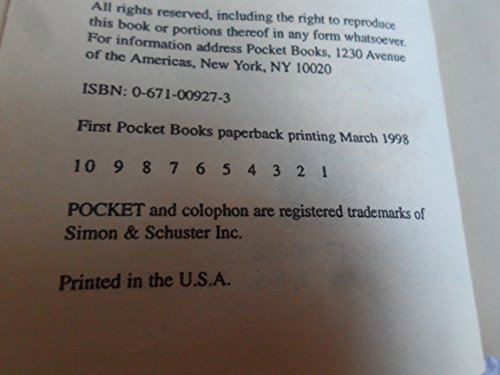 All rights reserved, including the right to reproduce
this book or portions thereof in any form whatsoever.
For information address Pocket Books, 1230 Avenue
of the Americas, New York, NY 10020
ISBN: 0-671-00927-3
First Pocket Books paperback printing March 1998
10 9 8 7 6 5 4 3 2 1
POCKET and colophon are registered trademarks of
Simon & Schuster Inc.
Printed in the U.S.A.